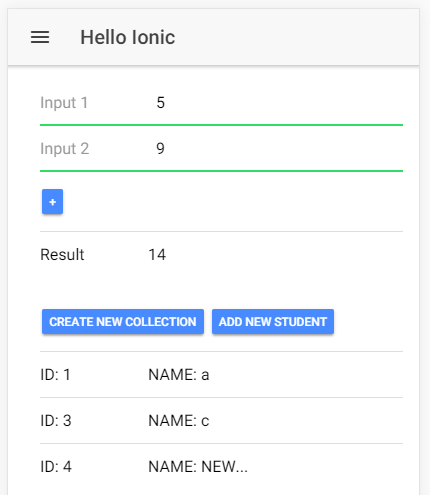 Hello Ionic
Input 1 5
Input 2 9
+
Result 14
CREATE NEW COLLECTION ADD NEW STUDENT
ID: 1 NAME: a
ID: 3 NAME: c
ID: 4 NAME: NEW...